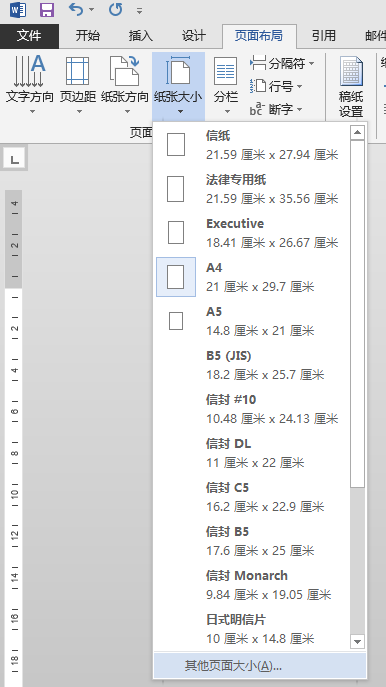 文件 开始 插入 设计 页面布局 引用 邮件
文字方向 页边距 纸张方向 纸张大小 分栏 分隔符 稿纸
行号 设置
断字
页面
信纸
21.59 厘米 x 27.94 厘米
法律专用纸
21.59 厘米 x 35.56 厘米
Executive
18.41 厘米 x 26.67 厘米
A4
21 厘米 x 29.7 厘米
A5
14.8 厘米 x 21 厘米
B5 (JIS)
18.2 厘米 x 25.7 厘米
信封 #10
10.48 厘米 x 24.13 厘米
信封 DL
11 厘米 x 22 厘米
信封 C5
16.2 厘米 x 22.9 厘米
信封 B5
17.6 厘米 x 25 厘米
信封 Monarch
9.84 厘米 x 19.05 厘米
日式明信片
10 厘米 x 14.8 厘米
其他页面大小(A)...
4
2
2
4
6
8
10
12
14
16
18